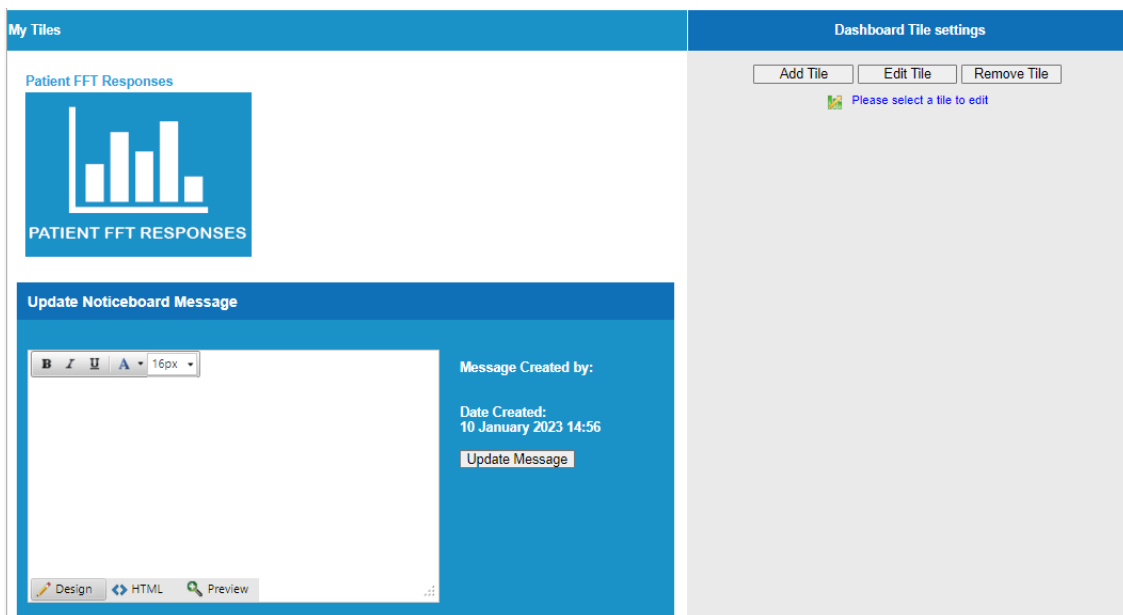 My Tiles
Dashboard Tile settings
Patient FFT Responses
PATIENT FFT RESPONSES
Add Tile Edit Tile Remove Tile
Please select a tile to edit
Update Noticeboard Message
B I U A 16px
Message Created by:
Date Created:
10 January 2023 14:56
Update Message
Design HTML Preview